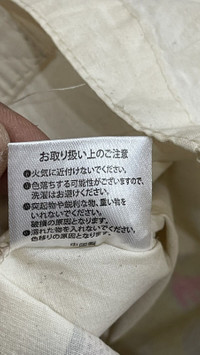 お取り扱い上のご注意
●火気に近付けないでください。
●色落ちする可能性がございますので、
洗濯はお避けください。
●突起物や鋭利な物、重い物を
いれないでください。
破損の原因となります。
●濡れた物を入れないでください。
色移りの原因となります。
中国製